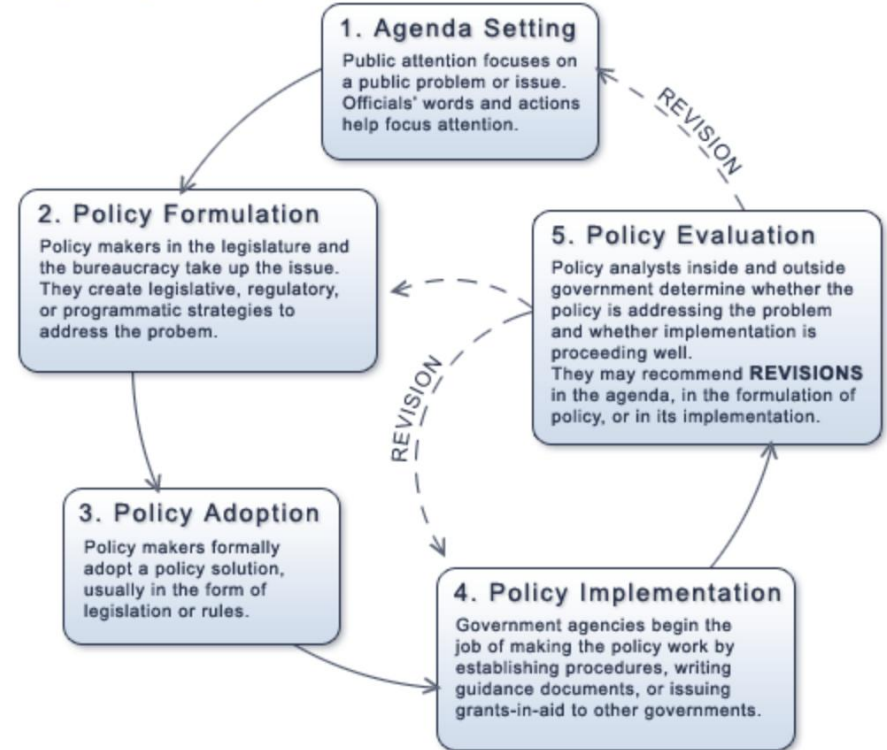 1. Agenda Setting
Public attention focuses on
a public problem or issue.
Officials' words and actions
help focus attention.
REVISION
2. Policy Formulation
Policy makers in the legislature and
the bureaucracy take up the issue.
They create legislative, regulatory,
or programmatic strategies to
address the probem.
5. Policy Evaluation
Policy analysts inside and outside
government determine whether the
policy is addressing the problem
and whether implementation is
proceeding well.
They may recommend REVISIONS
in the agenda, in the formulation of
policy, or in its implementation.
REVISION
3. Policy Adoption
Policy makers formally
adopt a policy solution,
usually in the form of
legislation or rules.
4. Policy Implementation
Government agencies begin the
job of making the policy work by
establishing procedures, writing
guidance documents, or issuing
grants-in-aid to other governments.